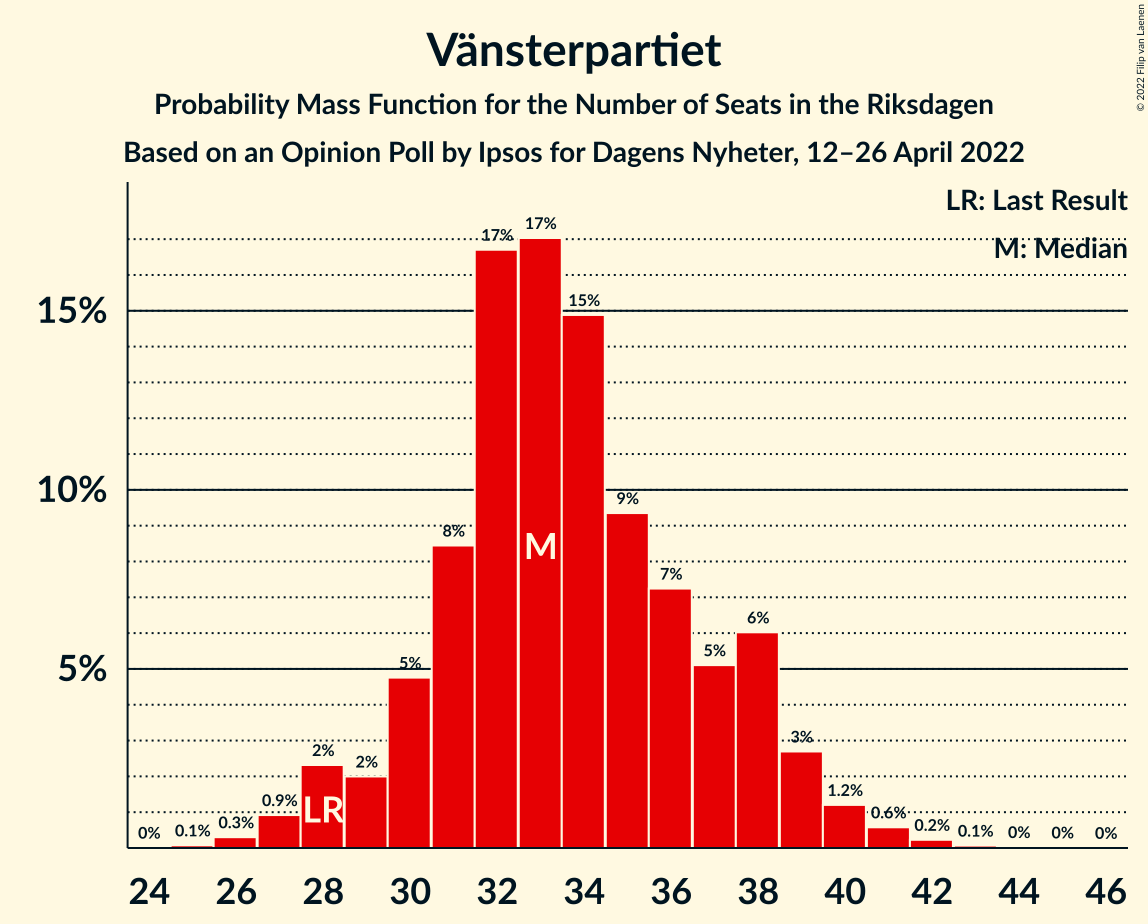 Vänsterpartiet
Probability Mass Function for the Number of Seats in the Riksdagen
Based on an Opinion Poll by Ipsos for Dagens Nyheter, 12–26 April 2022
© 2022 Filip van Laenen
LR: Last Result
M: Median
15%
10%
5%
0%
0.1%
0.3%
0.9%
2%
2%
5%
8%
17%
17%
15%
9%
7%
5%
6%
3%
1.2%
0.6%
0.2%
0.1%
0%
0%
0%
LR
M
24 26 28 30 32 34 36 38 40 42 44 46